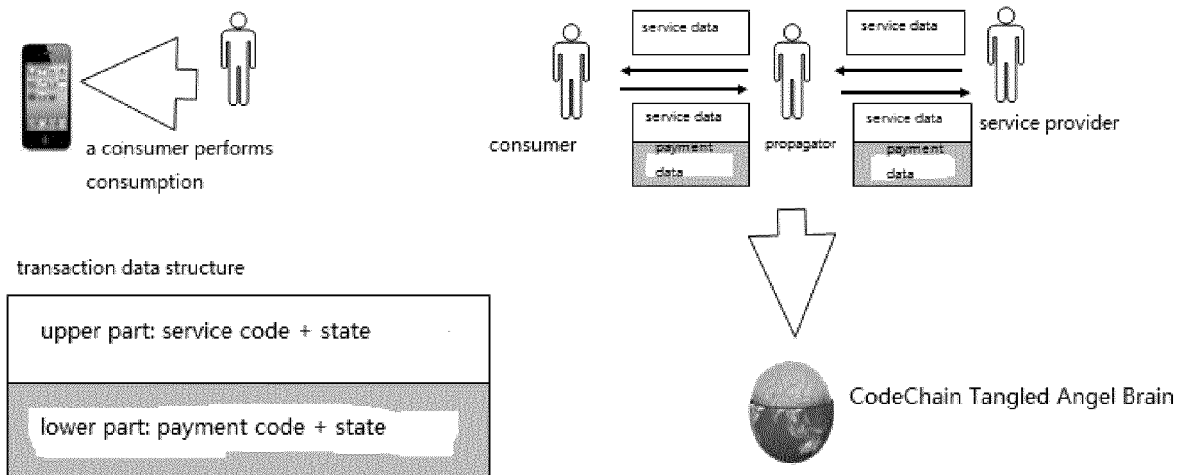 a consumer performs
consumption
service data
service data
consumer
service data
payment
data
propagator
service data
payment
data
service provider
transaction data structure
upper part: service code + state
lower part: payment code + state
CodeChain Tangled Angel Brain